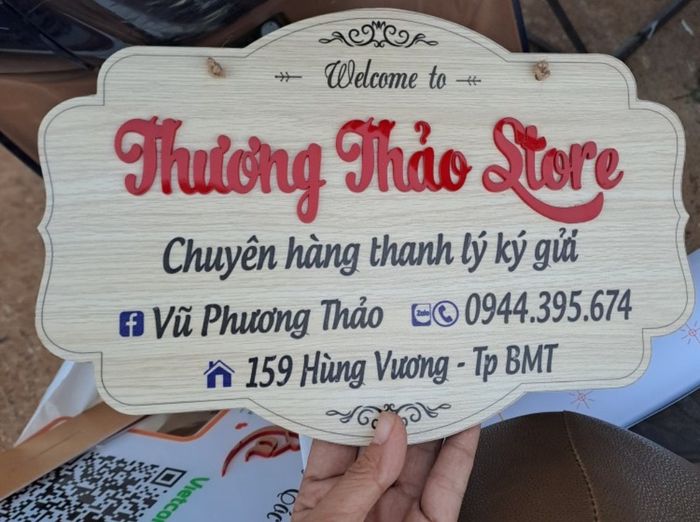 Welcome to
Thương Thảo Store
Chuyên hàng thanh lý ký gửi
Vũ Phương Thảo Zalo 0944.395.674
159 Hùng Vương - Tp BMT